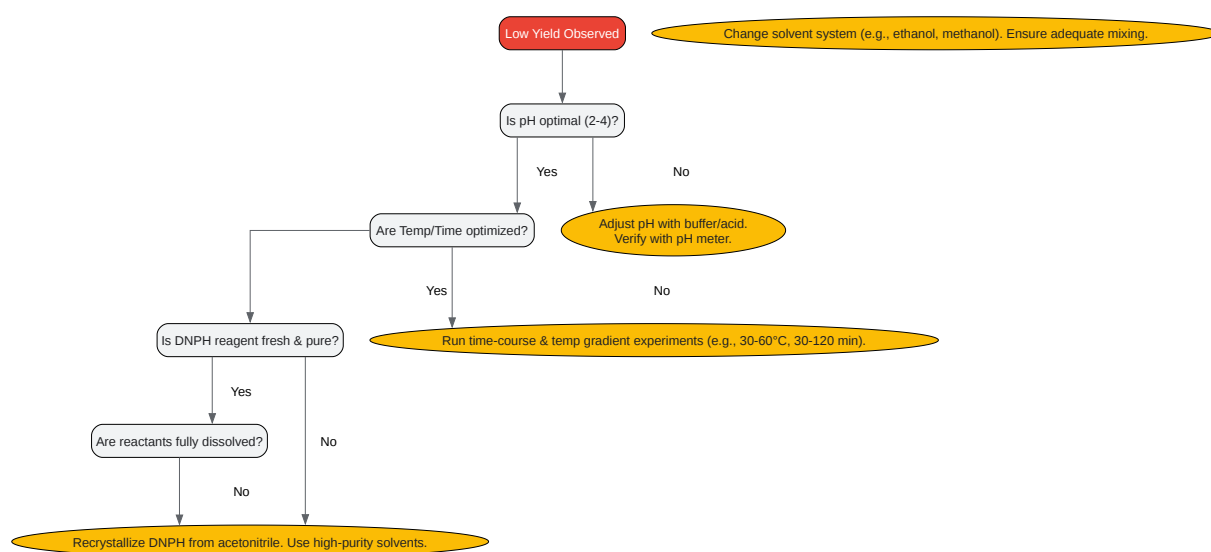 Low Yield Observed
Change solvent system (e.g., ethanol, methanol). Ensure adequate mixing.
Is pH optimal (2-4)?
Yes
No
Are Temp/Time optimized?
Adjust pH with buffer/acid.
Verify with pH meter.
Yes
No
Is DNPH reagent fresh & pure?
Run time-course & temp gradient experiments (e.g., 30-60°C, 30-120 min).
Yes
Are reactants fully dissolved?
No
No
Recrystallize DNPH from acetonitrile. Use high-purity solvents.